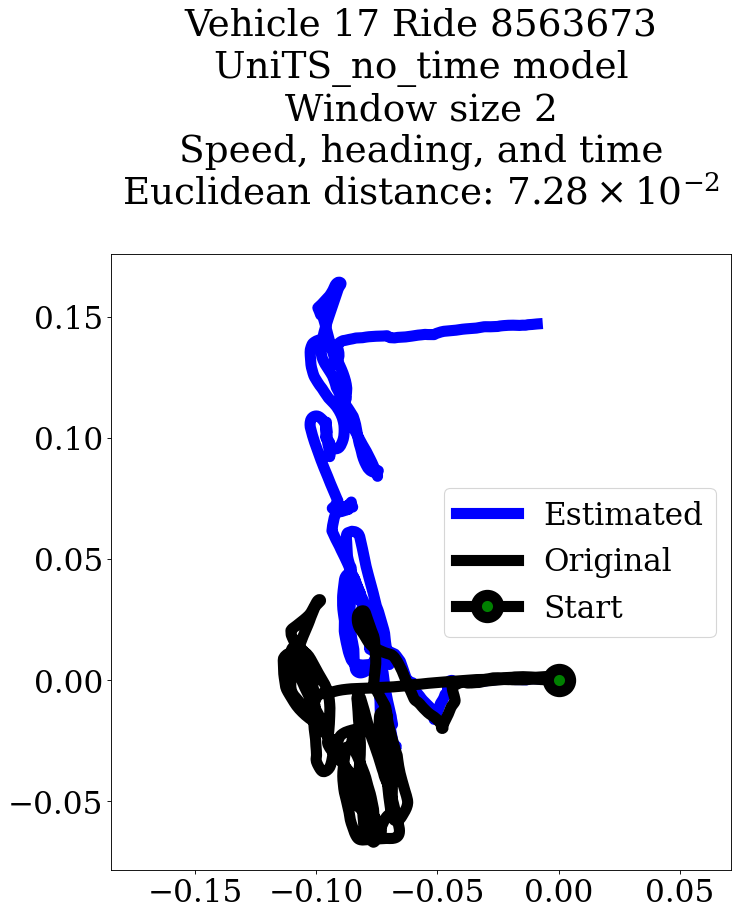 Vehicle 17 Ride 8563673
UniTS_no_time model
Window size 2
Speed, heading, and time
Euclidean distance: 7.28 × 10⁻²
0.15
0.10
0.05
0.00
−0.05
Estimated
Original
Start
−0.15
−0.10
−0.05
0.00
0.05